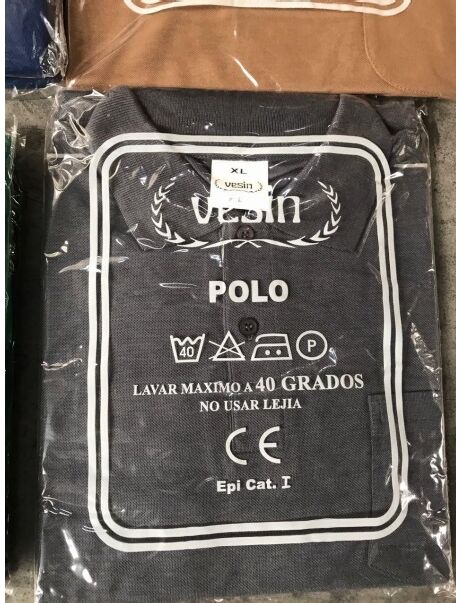 XL
vesin
vesin
POLO
40
P
LAVAR MAXIMO A 40 GRADOS
NO USAR LEJIA
CE
Epi Cat. I